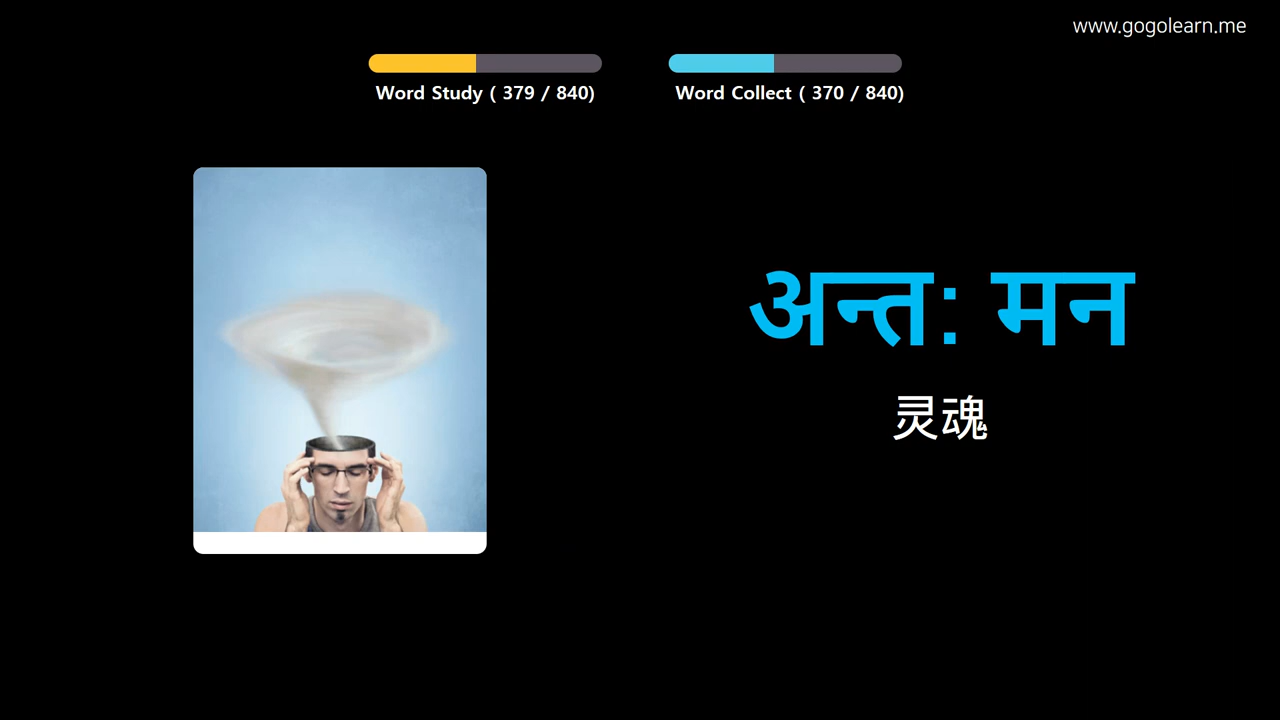 www.gogolearn.me
Word Study ( 379 / 840)
Word Collect ( 370 / 840)
अन्त: मन
灵魂